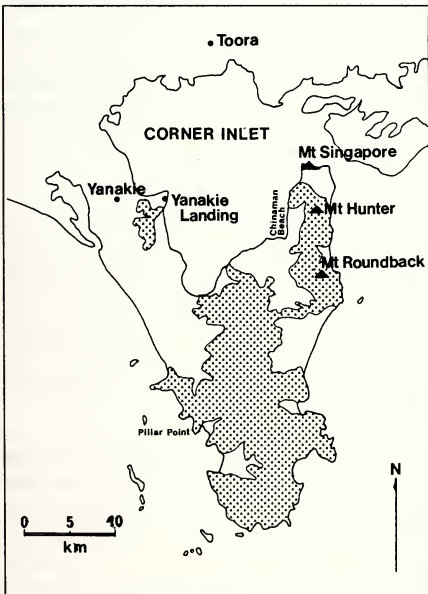 Toora
CORNER INLET
Mt Singapore
Yanakie
Yanakie
Landing
Chinaman
Beach
Mt Hunter
Mt Roundback
Pillar Point
N
0 5 10
km